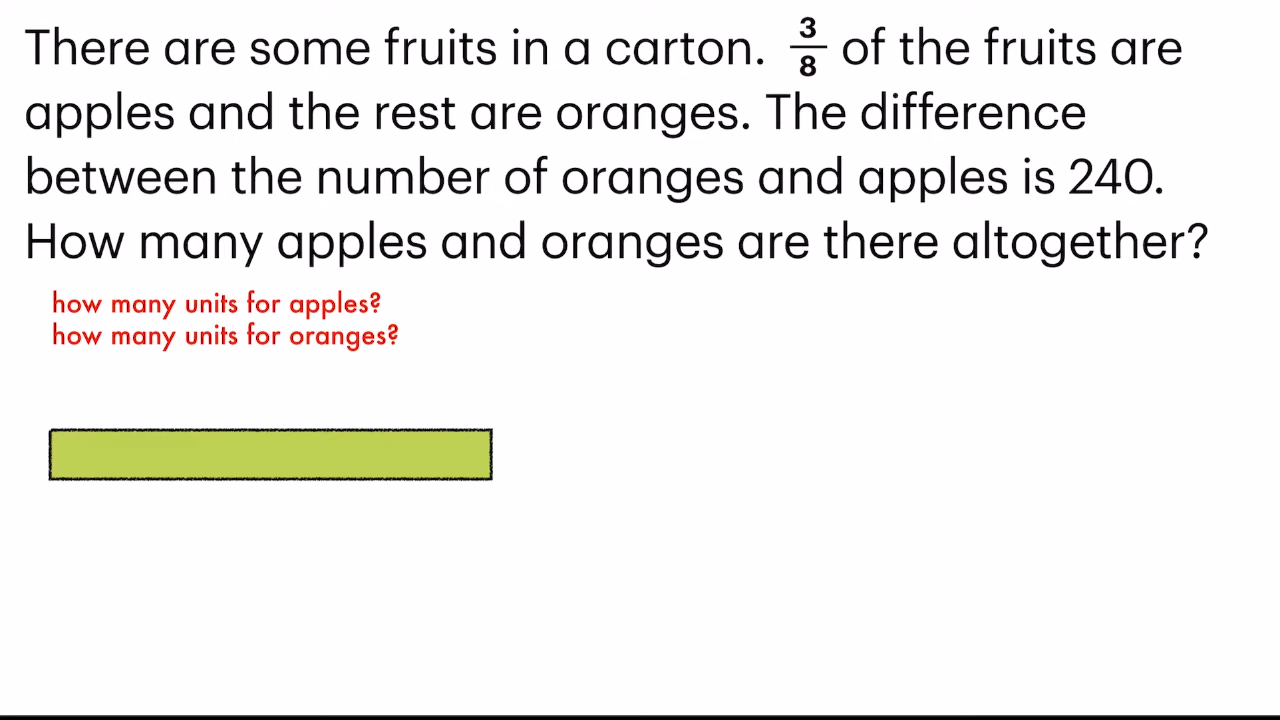 There are some fruits in a carton. 3/8 of the fruits are
apples and the rest are oranges. The difference
between the number of oranges and apples is 240.
How many apples and oranges are there altogether?
how many units for apples?
how many units for oranges?